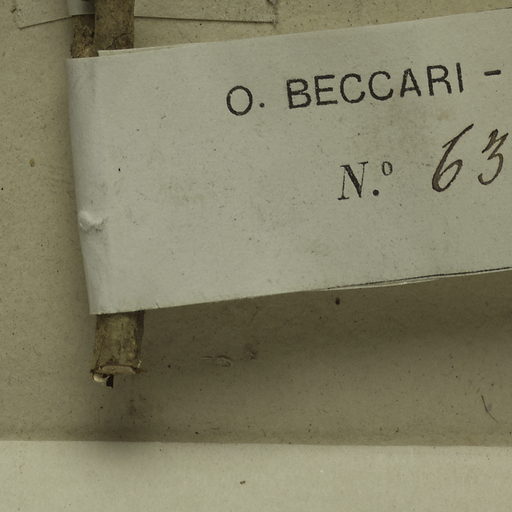 O. BECCARI -
N.º 63